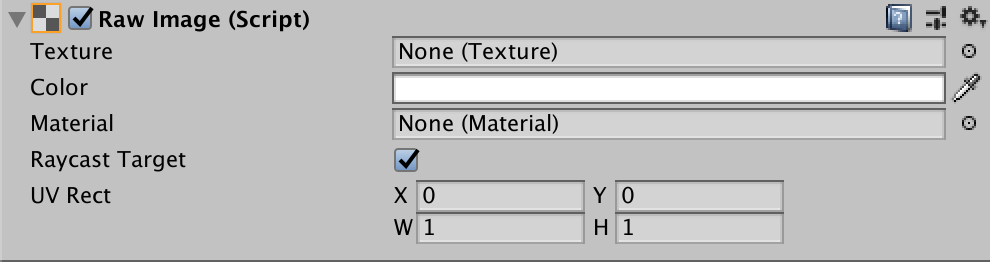 Raw Image (Script)
Texture None (Texture)
Color
Material None (Material)
Raycast Target
UV Rect X 0 Y 0
W 1 H 1